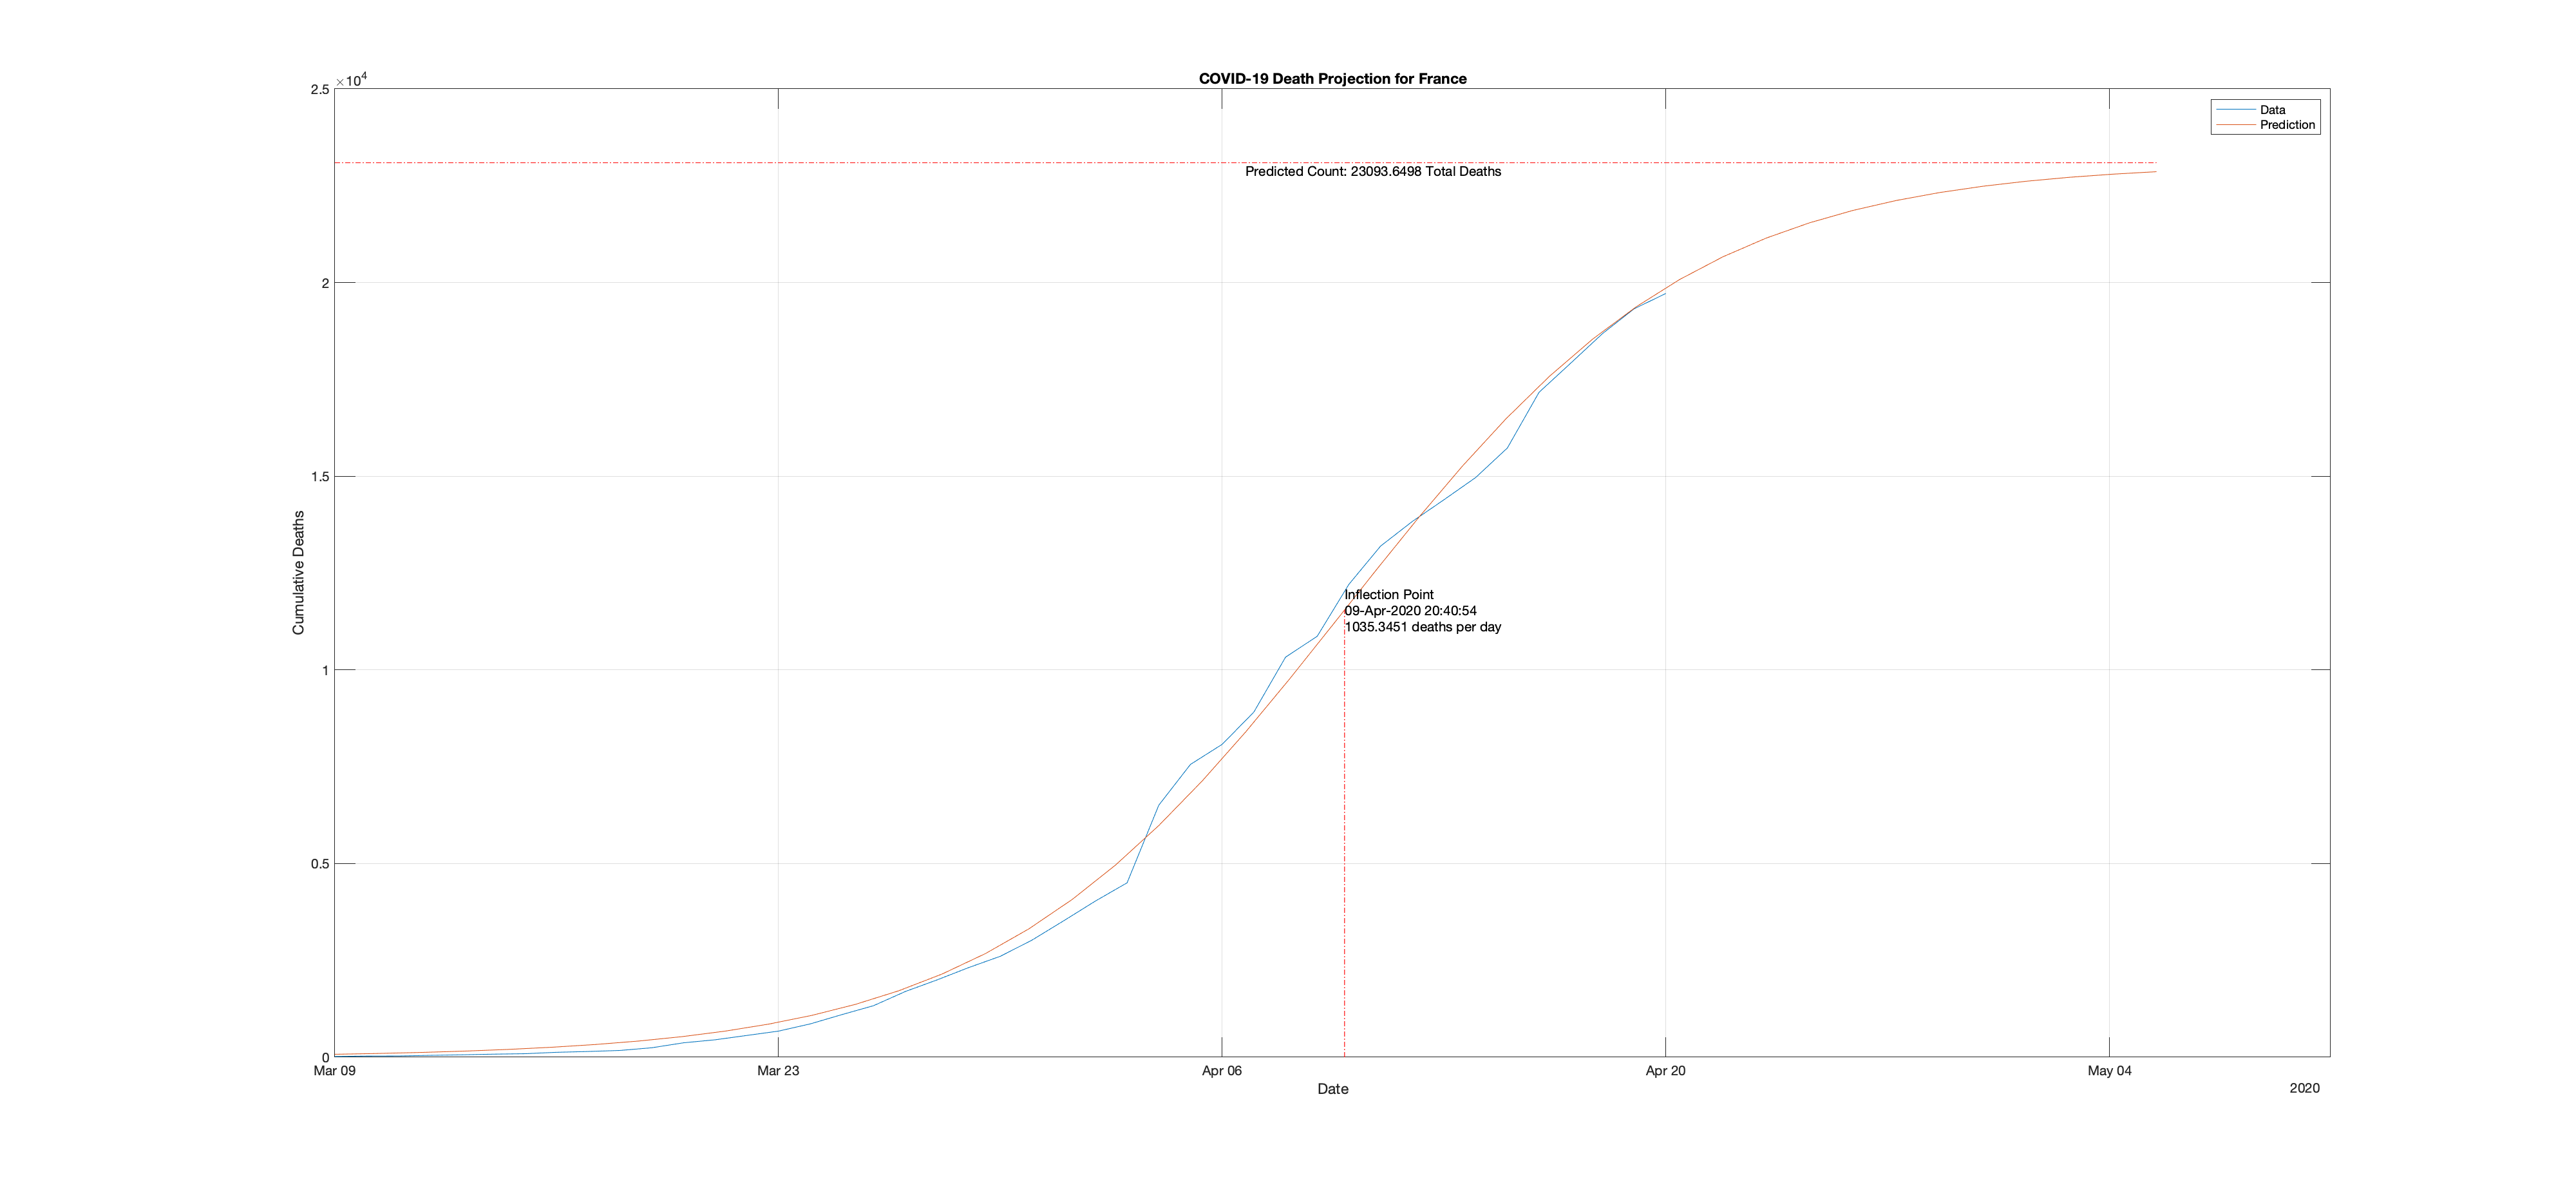 COVID-19 Death Projection for France
×10⁴
2.5
2
1.5
1
0.5
0
Cumulative Deaths
Data
Prediction
Predicted Count: 23093.6498 Total Deaths
Inflection Point
09-Apr-2020 20:40:54
1035.3451 deaths per day
Mar 09
Mar 23
Apr 06
Apr 20
May 04
Date
2020